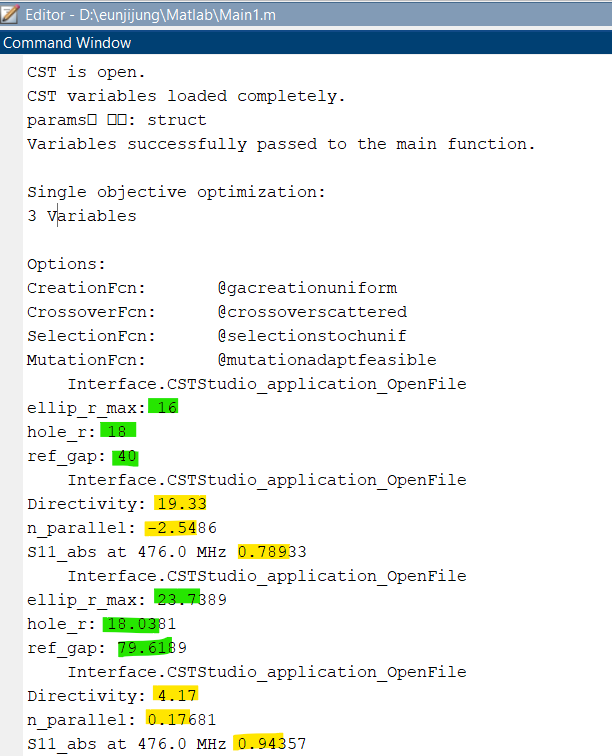 Editor - D:\eunjijung\Matlab\Main1.m
Command Window
CST is open.
CST variables loaded completely.
params□ □□: struct
Variables successfully passed to the main function.
Single objective optimization:
3 Variables
Options:
CreationFcn: @gacreationuniform
CrossoverFcn: @crossoverscattered
SelectionFcn: @selectionstochunif
MutationFcn: @mutationadaptfeasible
Interface.CSTStudio_application_OpenFile
ellip_r_max: 16
hole_r: 18
ref_gap: 40
Interface.CSTStudio_application_OpenFile
Directivity: 19.33
n_parallel: -2.5486
S11_abs at 476.0 MHz 0.78933
Interface.CSTStudio_application_OpenFile
ellip_r_max: 23.7389
hole_r: 18.0381
ref_gap: 79.6189
Interface.CSTStudio_application_OpenFile
Directivity: 4.17
n_parallel: 0.17681
S11_abs at 476.0 MHz 0.94357